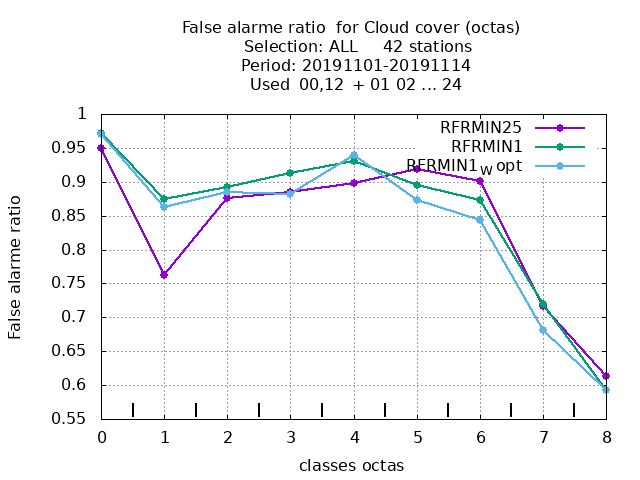 False alarme ratio  for Cloud cover (octas)
Selection: ALL     42 stations
Period: 20191101-20191114
Used  00,12  + 01 02 ... 24
RFRMIN25
RFRMIN1
RFRMIN1w opt
False alarme ratio
1
0.95
0.9
0.85
0.8
0.75
0.7
0.65
0.6
0.55
0 1 2 3 4 5 6 7 8
classes octas